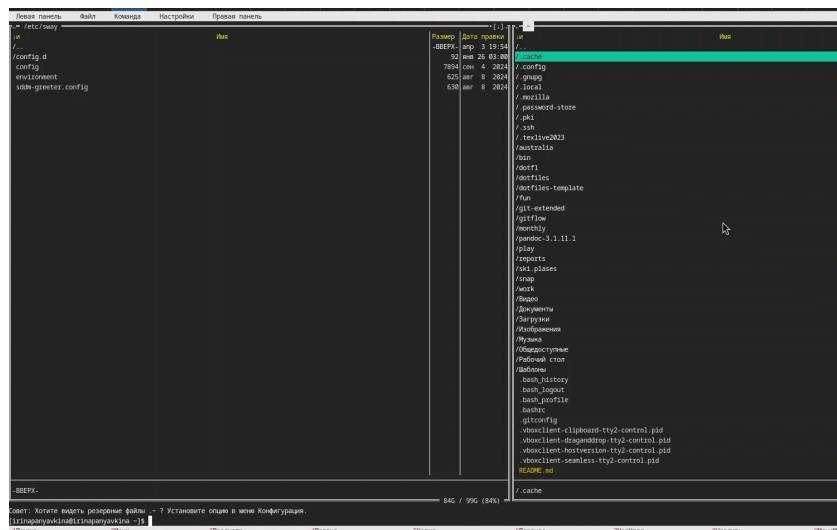 Левая панель Файл Команда Настройки Правая панель
/etc/sway .[↓]
↓и Имя Размер Дата правки
/.. -ВВЕРХ- апр 3 19:54
/config.d 92 янв 26 03:00
config 7894 сен 4 2024
environment 625 авг 8 2024
sddm-greeter.config 630 авг 8 2024
-ВВЕРХ-
84G / 99G (84%)
~
↓и Имя
/..
/.cache
/.config
/.gnupg
/.local
/.mozilla
/.password-store
/.pki
/.ssh
/.texlive2023
/australia
/bin
/dotfl
/dotfiles
/dotfiles-template
/fun
/git-extended
/gitflow
/monthly
/pandoc-3.1.11.1
/play
/reports
/ski.plases
/snap
/work
/Видео
/Документы
/Загрузки
/Изображения
/Музыка
/Общедоступные
/Рабочий стол
/Шаблоны
.bash_history
.bash_logout
.bash_profile
.bashrc
.gitconfig
.vboxclient-clipboard-tty2-control.pid
.vboxclient-draganddrop-tty2-control.pid
.vboxclient-hostversion-tty2-control.pid
.vboxclient-seamless-tty2-control.pid
README.md
/.cache
Совет: Хотите видеть резервные файлы .~ ? Установите опцию в меню Конфигурация.
[irinapanyavkina@irinapanyavkina ~]$